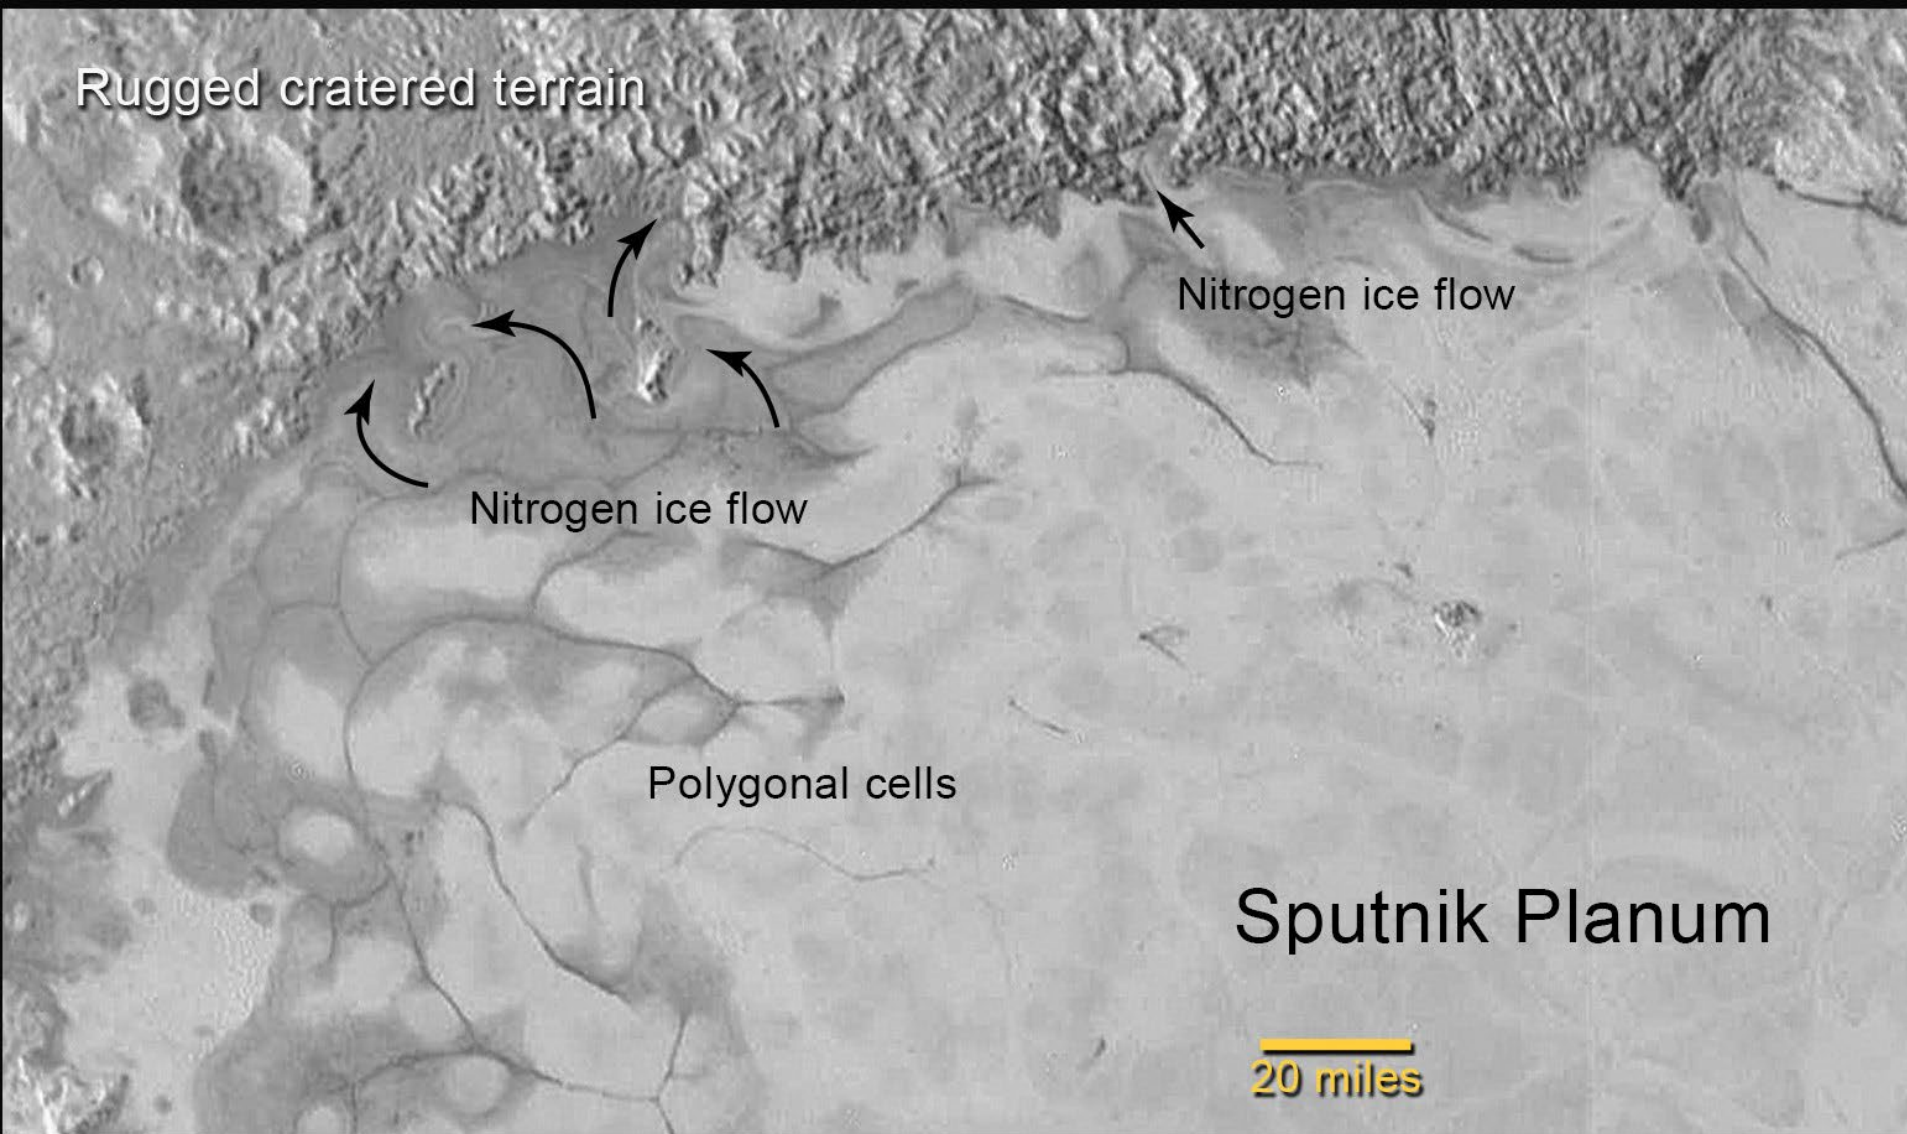 Rugged cratered terrain
Nitrogen ice flow
Nitrogen ice flow
Polygonal cells
Sputnik Planum
20 miles